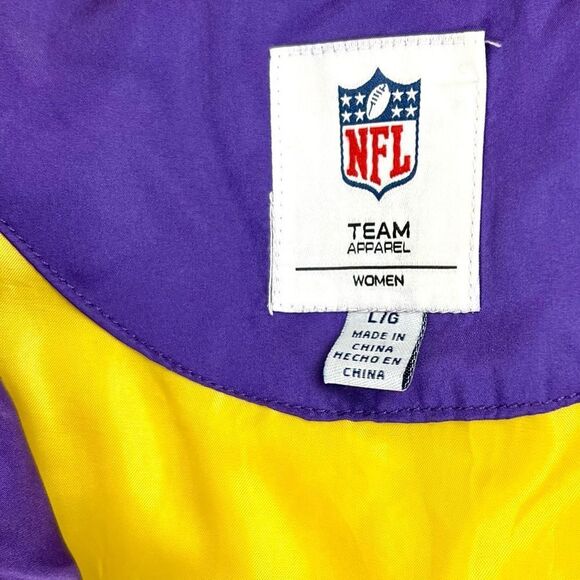 NFL
TEAM
APPAREL
WOMEN
L/G
MADE IN
CHINA
HECHO EN
CHINA